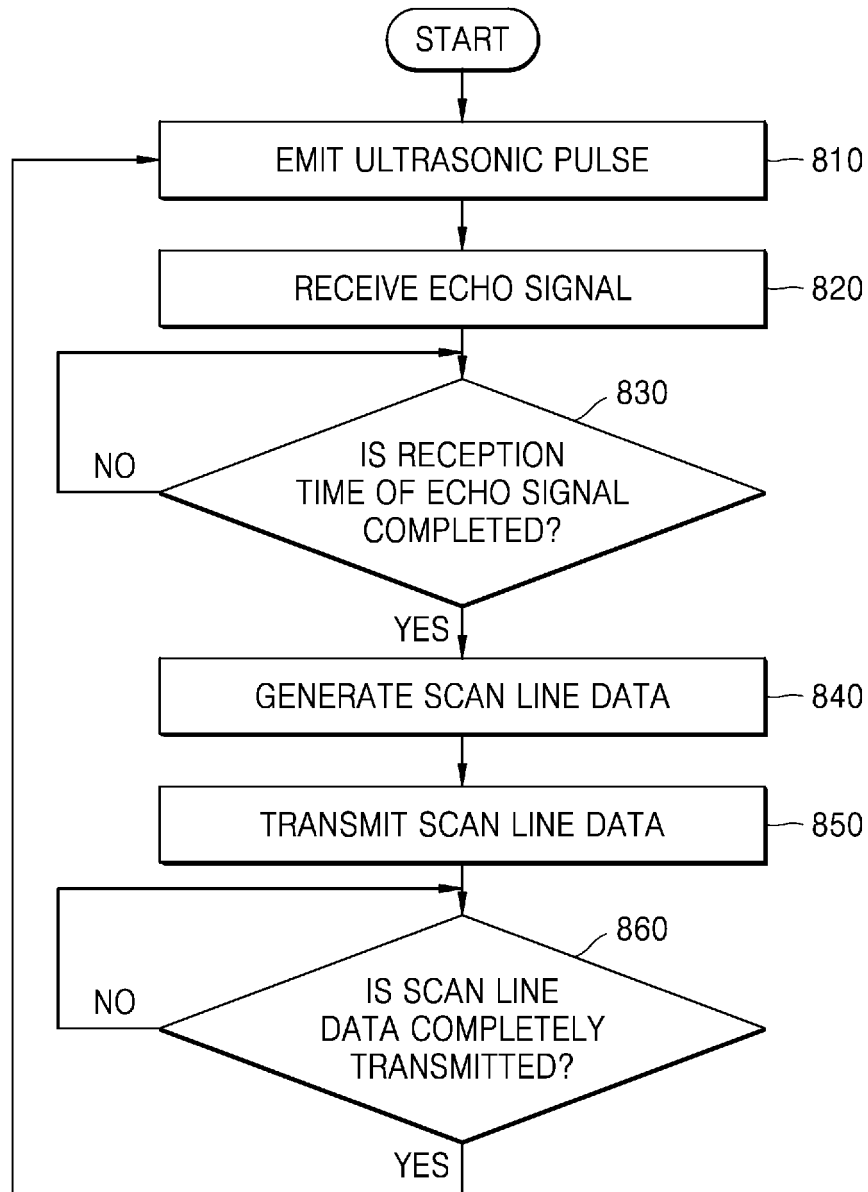 START
EMIT ULTRASONIC PULSE
810
RECEIVE ECHO SIGNAL
820
830
IS RECEPTION
TIME OF ECHO SIGNAL
COMPLETED?
NO
YES
GENERATE SCAN LINE DATA
840
TRANSMIT SCAN LINE DATA
850
860
IS SCAN LINE
DATA COMPLETELY
TRANSMITTED?
NO
YES